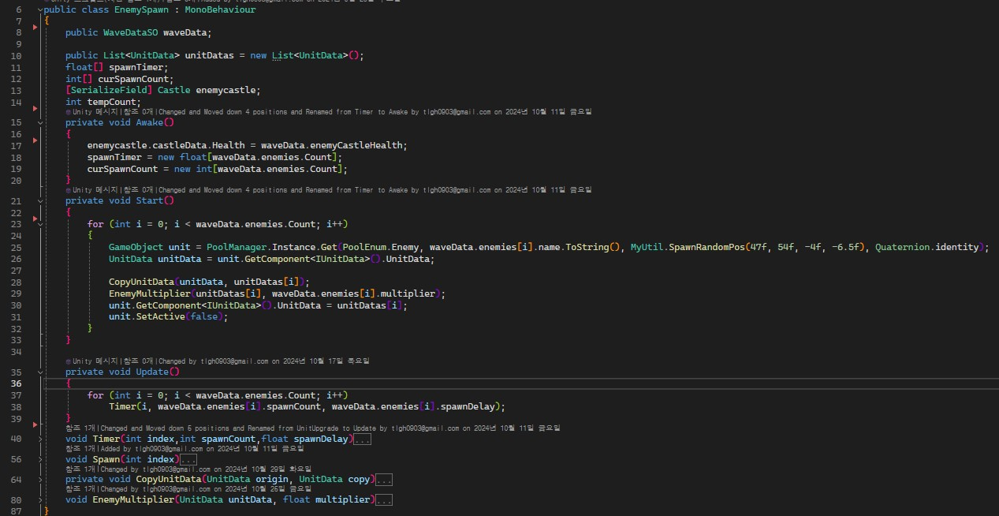 6 public class EnemySpawn : MonoBehaviour
7 {
8 public WaveDataSO waveData;
9
10 public List<UnitData> unitDatas = new List<UnitData>();
11 float[] spawnTimer;
12 int[] curSpawnCount;
13 [SerializeField] Castle enemycastle;
14 int tempCount;
Unity 메시지|참조 0개|Changed and Moved down 4 positions and Renamed from Timer to Awake by tlgh0903@gmail.com on 2024년 10월 11일 금요일
15 private void Awake()
16 {
17 enemycastle.castleData.Health = waveData.enemyCastleHealth;
18 spawnTimer = new float[waveData.enemies.Count];
19 curSpawnCount = new int[waveData.enemies.Count];
20 }
Unity 메시지|참조 0개|Changed and Moved down 4 positions and Renamed from Timer to Awake by tlgh0903@gmail.com on 2024년 10월 11일 금요일
21 private void Start()
22 {
23 for (int i = 0; i < waveData.enemies.Count; i++)
24 {
25 GameObject unit = PoolManager.Instance.Get(PoolEnum.Enemy, waveData.enemies[i].name.ToString(), MyUtil.SpawnRandomPos(47f, 54f, -4f, -6.5f), Quaternion.identity);
26 UnitData unitData = unit.GetComponent<IUnitData>().UnitData;
27
28 CopyUnitData(unitData, unitDatas[i]);
29 EnemyMultiplier(unitDatas[i], waveData.enemies[i].multiplier);
30 unit.GetComponent<IUnitData>().UnitData = unitDatas[i];
31 unit.SetActive(false);
32 }
33 }
34
Unity 메시지|참조 0개|Changed by tlgh0903@gmail.com on 2024년 10월 17일 목요일
35 private void Update()
36 {
37 for (int i = 0; i < waveData.enemies.Count; i++)
38 Timer(i, waveData.enemies[i].spawnCount, waveData.enemies[i].spawnDelay);
39 }
참조 1개|Changed and Moved down 5 positions and Renamed from UnitUpgrade to Update by tlgh0903@gmail.com on 2024년 10월 11일 금요일
40 void Timer(int index,int spawnCount,float spawnDelay)...
참조 1개|Added by tlgh0903@gmail.com on 2024년 10월 11일 금요일
56 void Spawn(int index)...
참조 1개|Changed by tlgh0903@gmail.com on 2024년 10월 29일 화요일
64 private void CopyUnitData(UnitData origin, UnitData copy)...
참조 1개|Changed by tlgh0903@gmail.com on 2024년 10월 25일 금요일
80 void EnemyMultiplier(UnitData unitData, float multiplier)...
87 }